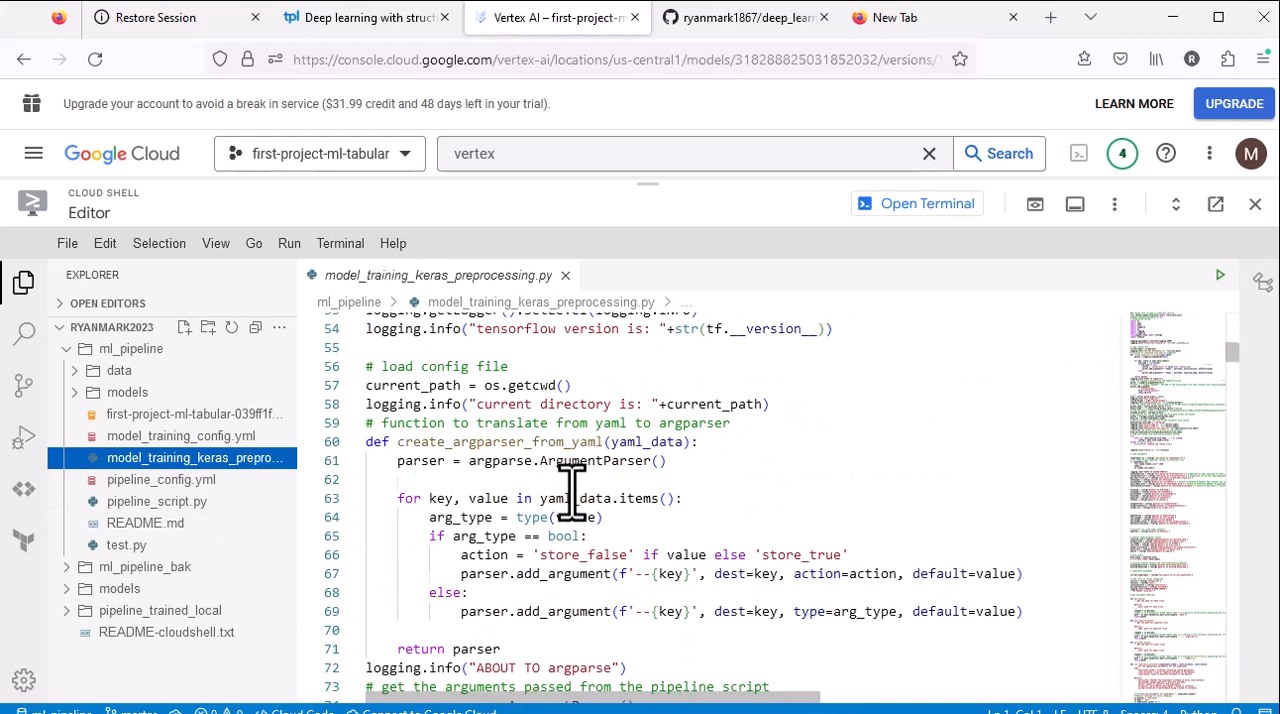 Restore Session
Deep learning with struct
Vertex AI – first-project-m
ryanmark1867/deep_learn
New Tab
https://console.cloud.google.com/vertex-ai/locations/us-central1/models/318288825031852032/versions/
Upgrade your account to avoid a break in service ($31.99 credit and 48 days left in your trial).
LEARN MORE
UPGRADE
Google Cloud
first-project-ml-tabular
vertex
Search
4
M
CLOUD SHELL
Editor
Open Terminal
File Edit Selection View Go Run Terminal Help
EXPLORER
OPEN EDITORS
RYANMARK2023
ml_pipeline
data
models
first-project-ml-tabular-039ff1f...
model_training_config.yml
model_training_keras_prepro...
pipeline_config.yml
pipeline_script.py
README.md
test.py
ml_pipeline_bak
models
pipeline_trained_local
README-cloudshell.txt
model_training_keras_preprocessing.py
ml_pipeline > model_training_keras_preprocessing.py > ...
54 logging.info("tensorflow version is: "+str(tf.__version__))
55
56 # load config file
57 current_path = os.getcwd()
58 logging.info("current directory is: "+current_path)
59 # function to translate from yaml to argparser
60 def create_argparser_from_yaml(yaml_data):
61 parser = argparse.ArgumentParser()
62
63 for key, value in yaml_data.items():
64 arg_type = type(value)
65 if arg_type == bool:
66 action = 'store_false' if value else 'store_true'
67 parser.add_argument(f'--{key}', dest=key, action=action, default=value)
68 else:
69 parser.add_argument(f'--{key}', dest=key, type=arg_type, default=value)
70
71 return parser
72 logging.info("ABOUT TO argparse")
73 # get the arguments passed from the pipeline script